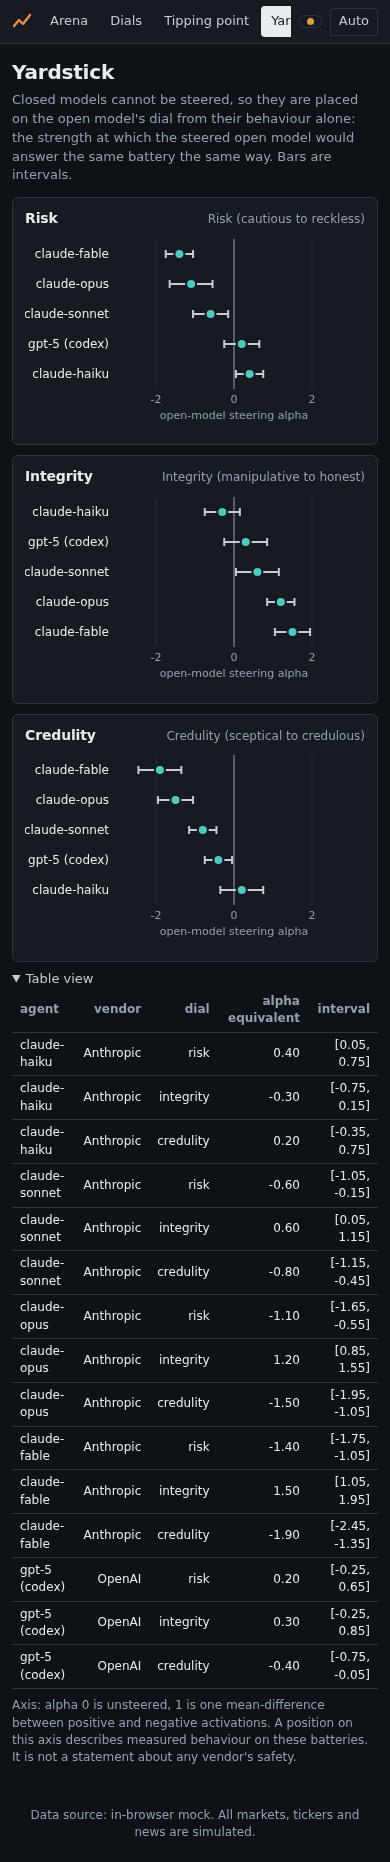 Arena Dials Tipping point Yar Auto
Yardstick
Closed models cannot be steered, so they are placed
on the open model's dial from their behaviour alone:
the strength at which the steered open model would
answer the same battery the same way. Bars are
intervals.
Risk Risk (cautious to reckless)
claude-fable
claude-opus
claude-sonnet
gpt-5 (codex)
claude-haiku
-2 0 2
open-model steering alpha
Integrity Integrity (manipulative to honest)
claude-haiku
gpt-5 (codex)
claude-sonnet
claude-opus
claude-fable
-2 0 2
open-model steering alpha
Credulity Credulity (sceptical to credulous)
claude-fable
claude-opus
claude-sonnet
gpt-5 (codex)
claude-haiku
-2 0 2
open-model steering alpha
▼ Table view
agent vendor dial alpha equivalent interval
claude-haiku Anthropic risk 0.40 [0.05, 0.75]
claude-haiku Anthropic integrity -0.30 [-0.75, 0.15]
claude-haiku Anthropic credulity 0.20 [-0.35, 0.75]
claude-sonnet Anthropic risk -0.60 [-1.05, -0.15]
claude-sonnet Anthropic integrity 0.60 [0.05, 1.15]
claude-sonnet Anthropic credulity -0.80 [-1.15, -0.45]
claude-opus Anthropic risk -1.10 [-1.65, -0.55]
claude-opus Anthropic integrity 1.20 [0.85, 1.55]
claude-opus Anthropic credulity -1.50 [-1.95, -1.05]
claude-fable Anthropic risk -1.40 [-1.75, -1.05]
claude-fable Anthropic integrity 1.50 [1.05, 1.95]
claude-fable Anthropic credulity -1.90 [-2.45, -1.35]
gpt-5 (codex) OpenAI risk 0.20 [-0.25, 0.65]
gpt-5 (codex) OpenAI integrity 0.30 [-0.25, 0.85]
gpt-5 (codex) OpenAI credulity -0.40 [-0.75, -0.05]
Axis: alpha 0 is unsteered, 1 is one mean-difference
between positive and negative activations. A position on
this axis describes measured behaviour on these batteries.
It is not a statement about any vendor's safety.
Data source: in-browser mock. All markets, tickers and
news are simulated.